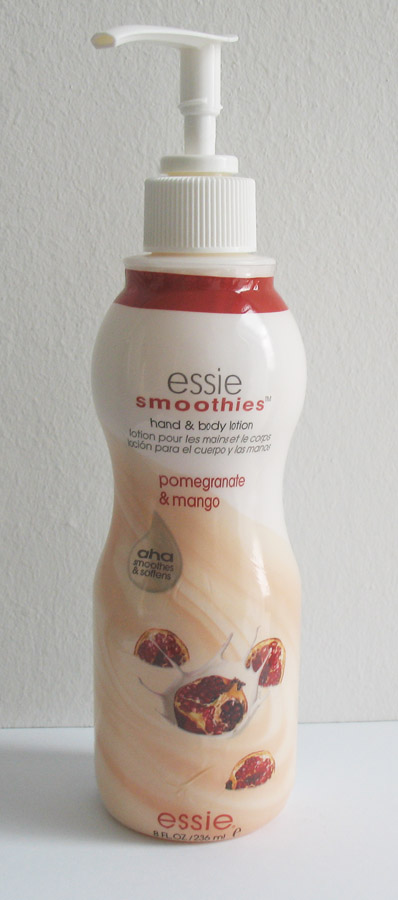 essie
smoothies™
hand & body lotion
lotion pour les mains et le corps
loción para el cuerpo y las manos
pomegranate
& mango
aha
smoothes
& softens
essie®
8 FL.OZ./236 ml ℮